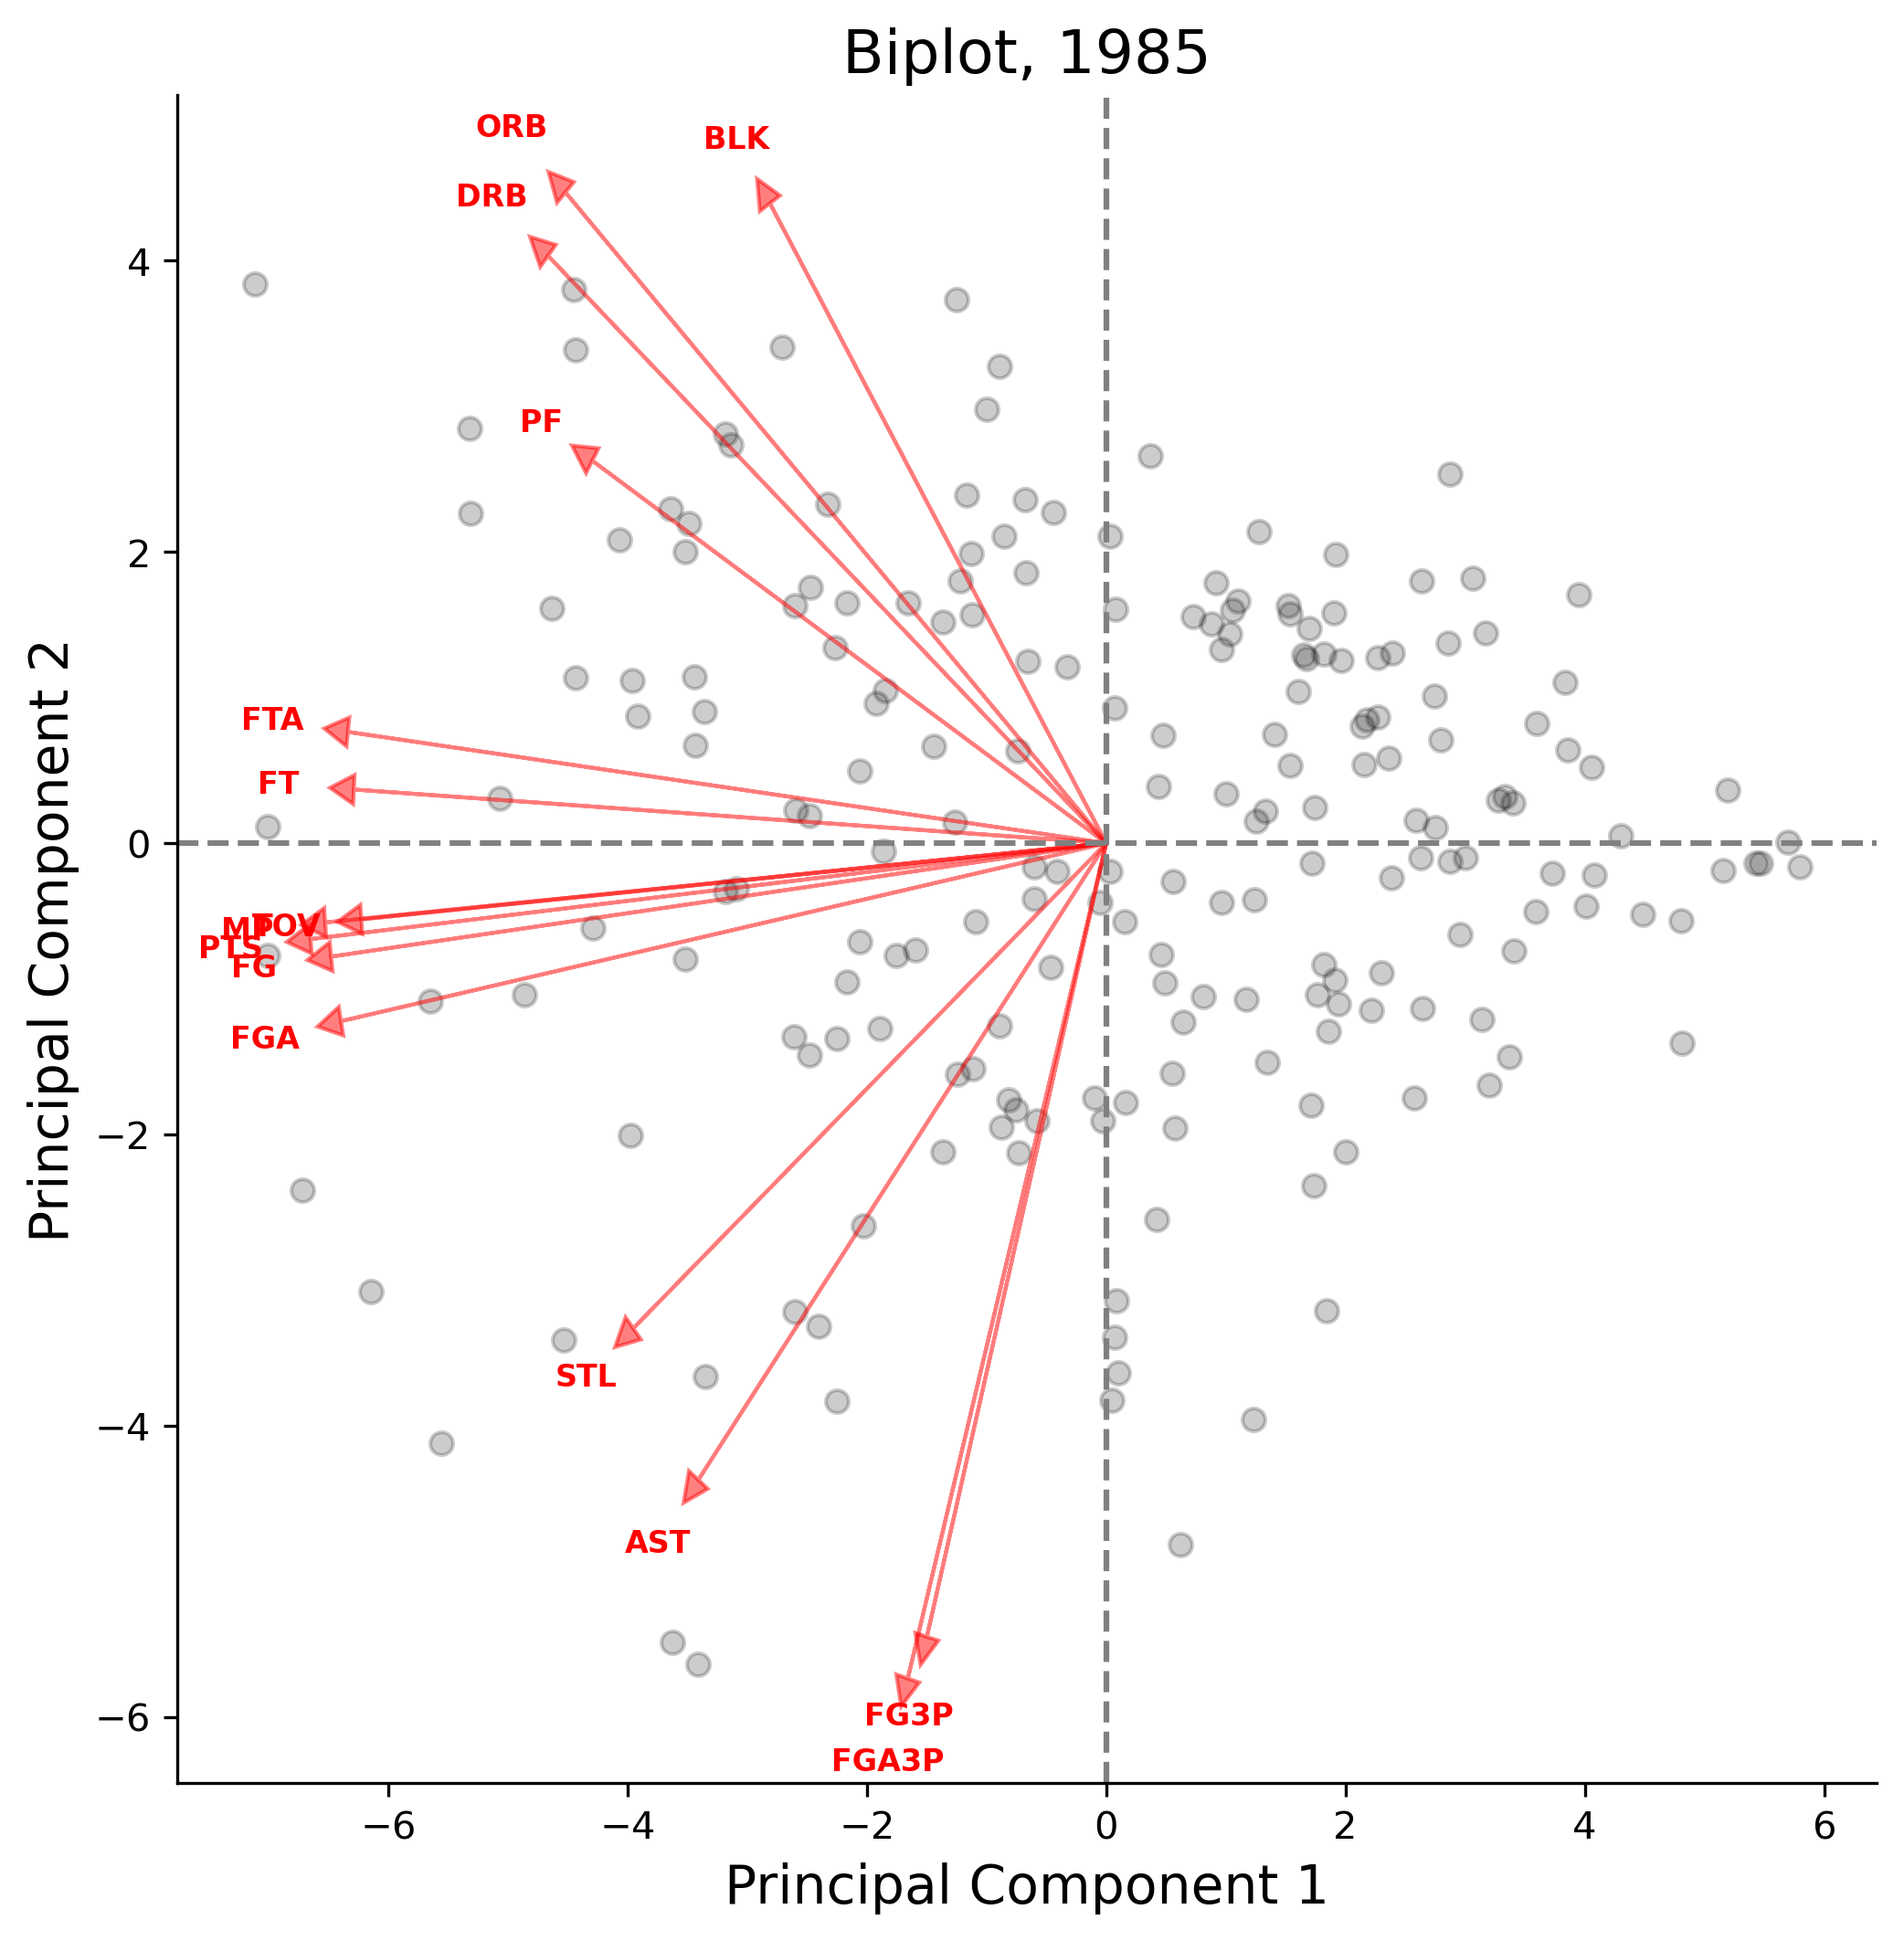 Biplot, 1985
ORB
BLK
DRB
4
PF
2
Principal Component 2
FTA
FT
0
MP
TOV
PTS
FG
FGA
−2
STL
−4
AST
−6
FG3P
FGA3P
−6 −4 −2 0 2 4 6
Principal Component 1